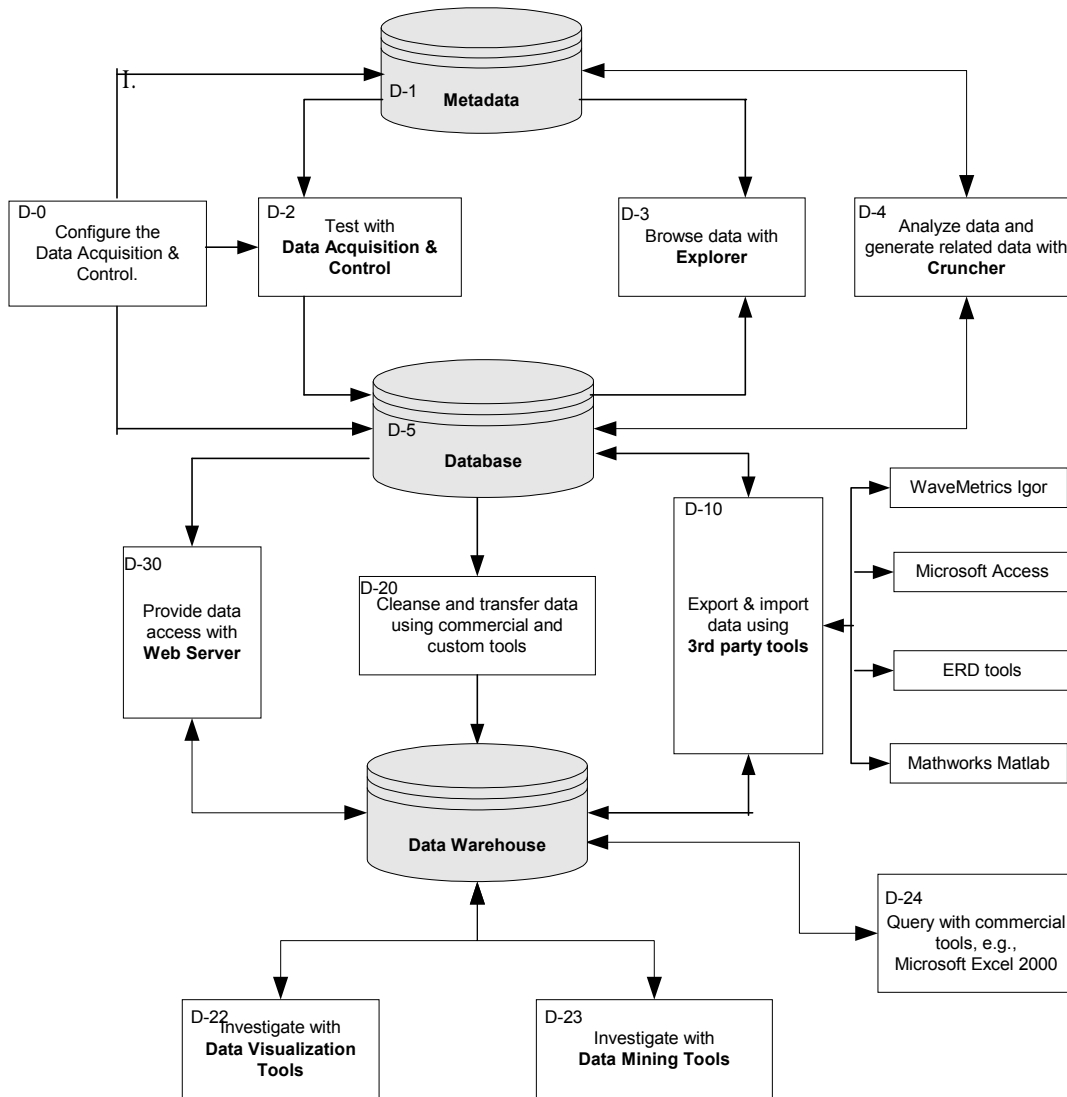 I.
D-1
Metadata
D-0
Configure the
Data Acquisition &
Control.
D-2
Test with
Data Acquisition &
Control
D-3
Browse data with
Explorer
D-4
Analyze data and
generate related data with
Cruncher
D-5
Database
D-30
Provide data
access with
Web Server
D-20
Cleanse and transfer data
using commercial and
custom tools
D-10
Export & import
data using
3rd party tools
WaveMetrics Igor
Microsoft Access
ERD tools
Mathworks Matlab
Data Warehouse
D-24
Query with commercial
tools, e.g.,
Microsoft Excel 2000
D-22
Investigate with
Data Visualization
Tools
D-23
Investigate with
Data Mining Tools